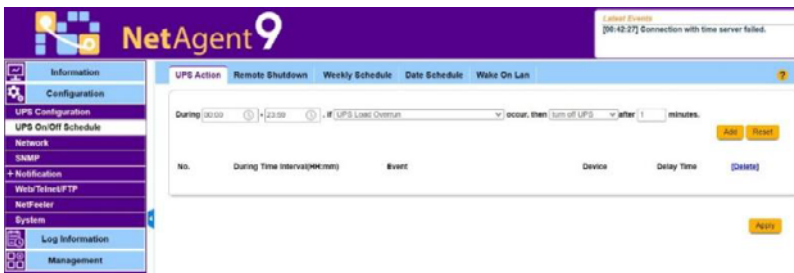 NetAgent 9
Latest Events
[00:42:27] Connection with time server failed.
Information
Configuration
UPS Configuration
UPS On/Off Schedule
Network
SNMP
+ Notification
Web/Telnet/FTP
NetFeeler
System
Log Information
Management
UPS Action Remote Shutdown Weekly Schedule Date Schedule Wake On Lan ?
During 00:00 - 23:59 , if UPS Load Overrun occur, then turn off UPS after 1 minutes.
Add Reset
No. During Time Interval(HH:mm) Event Device Delay Time [Delete]
Apply